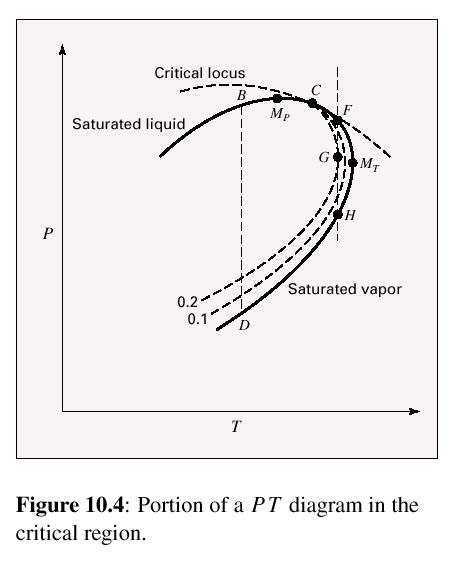 Critical locus
B
C
M_P
F
Saturated liquid
G
M_T
P
H
Saturated vapor
0.2
0.1
D
T
Figure 10.4: Portion of a PT diagram in the
critical region.